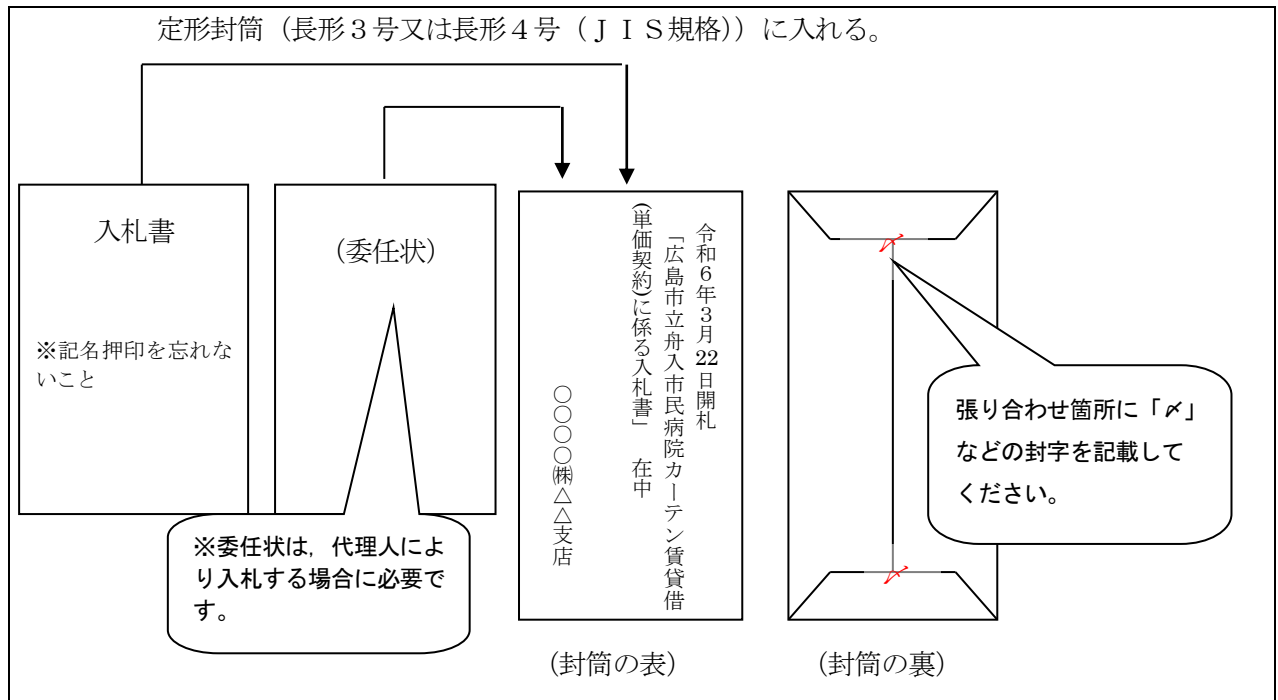 定形封筒（長形３号又は長形４号（ＪＩＳ規格））に入れる。
入札書
※記名押印を忘れな
いこと
（委任状）
※委任状は，代理人によ
り入札する場合に必要で
す。
令和６年３月22日開札
「広島市立舟入市民病院カーテン賃貸借
(単価契約)に係る入札書」　在中
○○○○㈱△△支店
〆
〆
張り合わせ箇所に「〆」
などの封字を記載して
ください。
（封筒の表）
（封筒の裏）